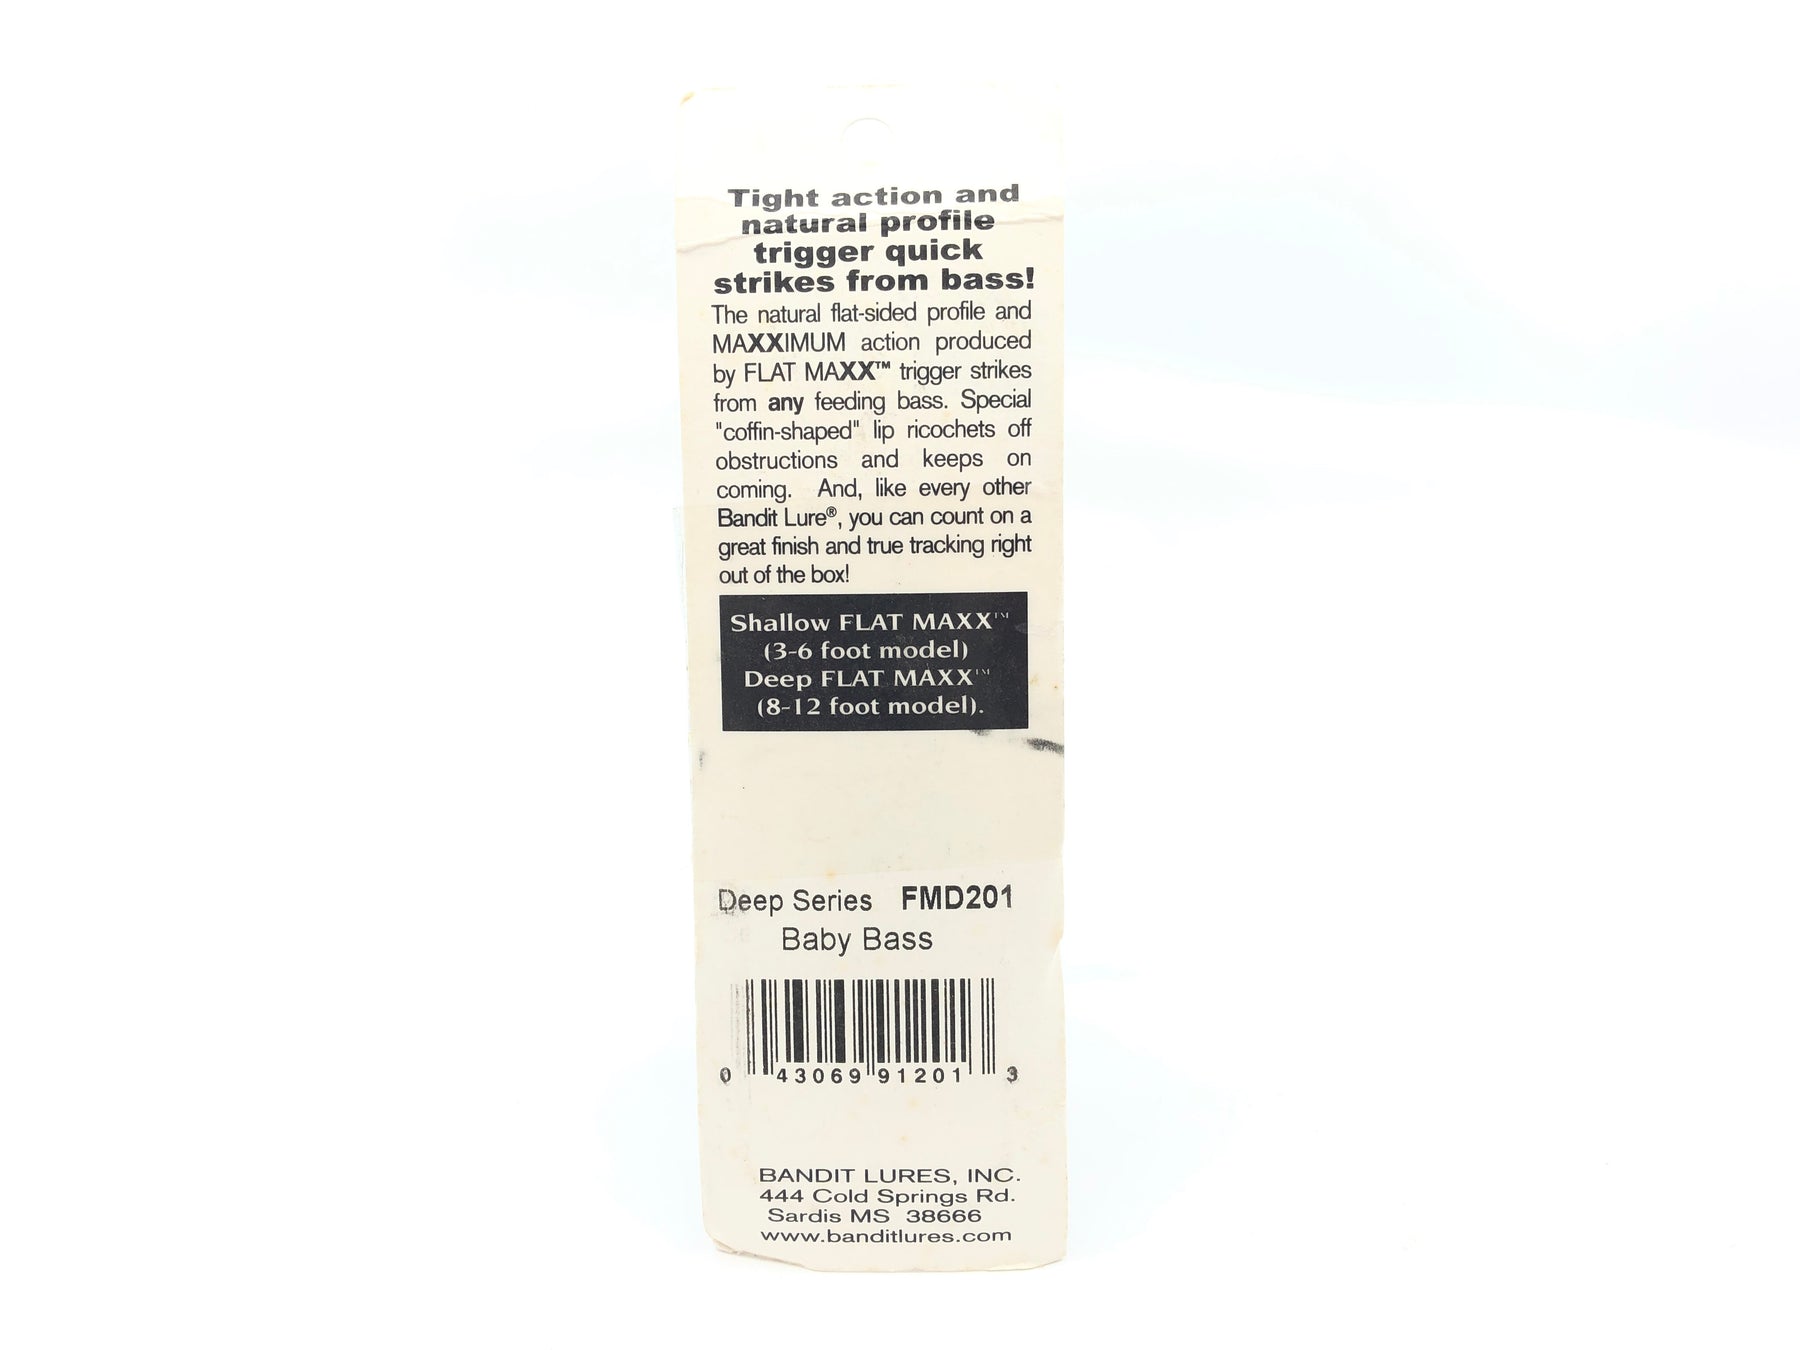 Tight action and
natural profile
trigger quick
strikes from bass!
The natural flat-sided profile and
MAXXIMUM action produced
by FLAT MAXX™ trigger strikes
from any feeding bass. Special
"coffin-shaped" lip ricochets off
obstructions and keeps on
coming. And, like every other
Bandit Lure®, you can count on a
great finish and true tracking right
out of the box!
Shallow FLAT MAXX™
(3-6 foot model)
Deep FLAT MAXX™
(8-12 foot model).
Deep Series FMD201
Baby Bass
0 43069 91201 3
BANDIT LURES, INC.
444 Cold Springs Rd.
Sardis MS 38666
www.banditlures.com